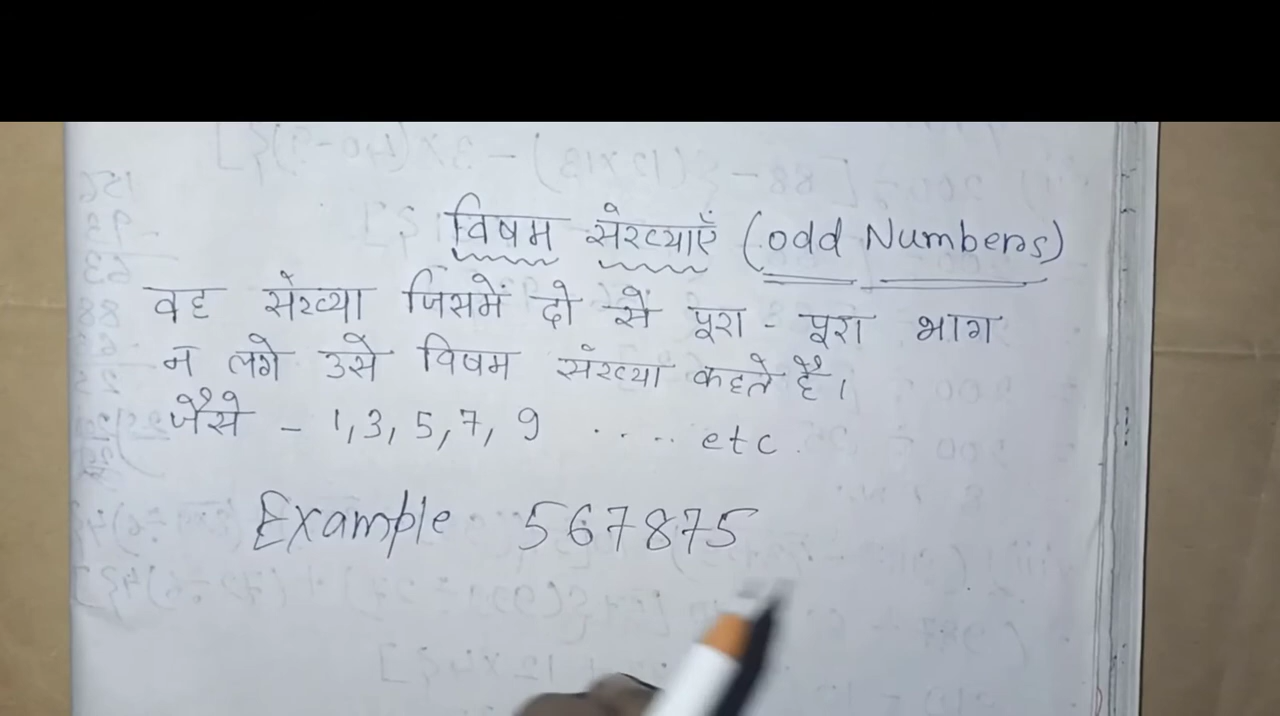 विषम संख्याएँ (odd Numbers)
वह संख्या जिसमें दो से पूरा - पूरा भाग
न लगे उसे विषम संख्या कहते है।
जैसे - 1, 3, 5, 7, 9 ..... etc.
Example 567875